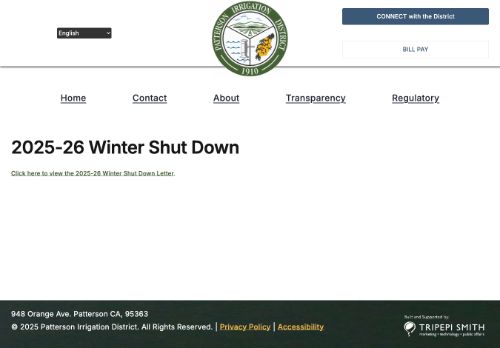 English
PATTERSON IRRIGATION DISTRICT
1910
CONNECT with the District
BILL PAY
Home
Contact
About
Transparency
Regulatory
2025-26 Winter Shut Down
Click here to view the 2025-26 Winter Shut Down Letter.
948 Orange Ave. Patterson CA, 95363
© 2025 Patterson Irrigation District. All Rights Reserved. | Privacy Policy | Accessibility
Built and Supported by:
TRIPEPI SMITH
marketing • technology • public affairs